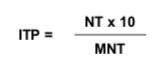 NT x 10
ITP =
MNT